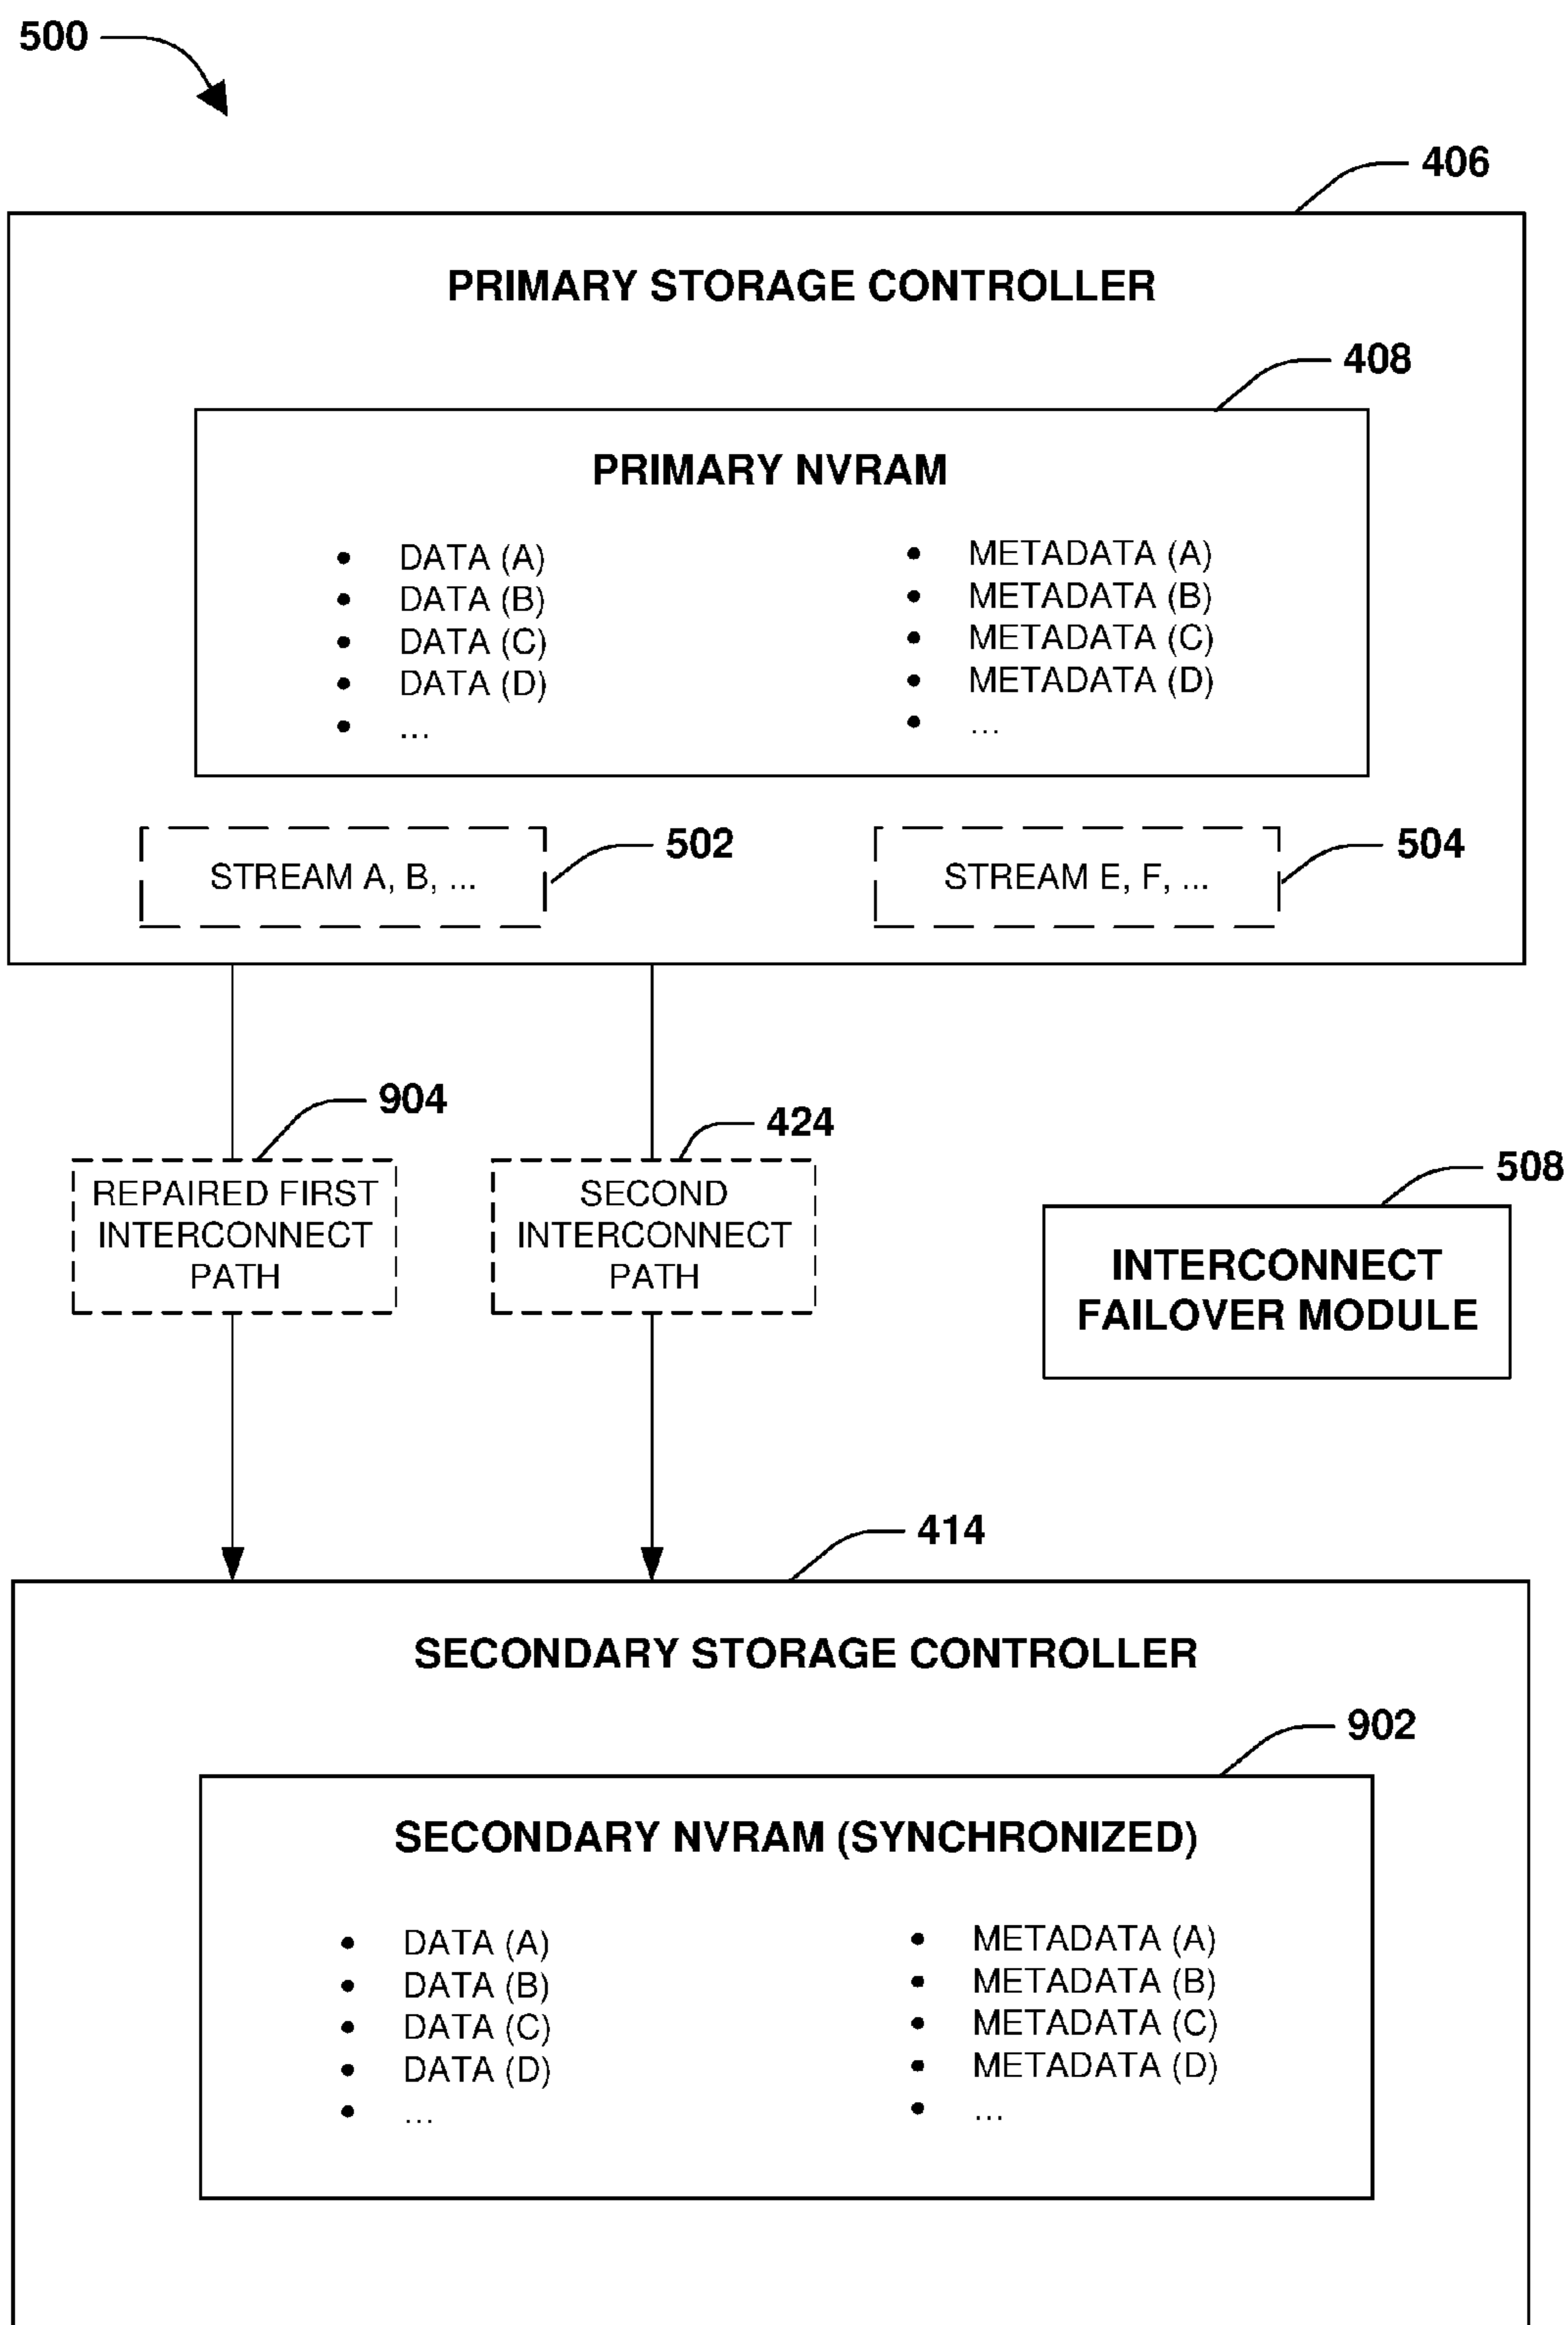 500
406
PRIMARY STORAGE CONTROLLER
408
PRIMARY NVRAM
• DATA (A)
• DATA (B)
• DATA (C)
• DATA (D)
• ...
• METADATA (A)
• METADATA (B)
• METADATA (C)
• METADATA (D)
• ...
STREAM A, B, ...
502
STREAM E, F, ...
504
904
REPAIRED FIRST
INTERCONNECT
PATH
424
SECOND
INTERCONNECT
PATH
508
INTERCONNECT
FAILOVER MODULE
414
SECONDARY STORAGE CONTROLLER
902
SECONDARY NVRAM (SYNCHRONIZED)
• DATA (A)
• DATA (B)
• DATA (C)
• DATA (D)
• ...
• METADATA (A)
• METADATA (B)
• METADATA (C)
• METADATA (D)
• ...